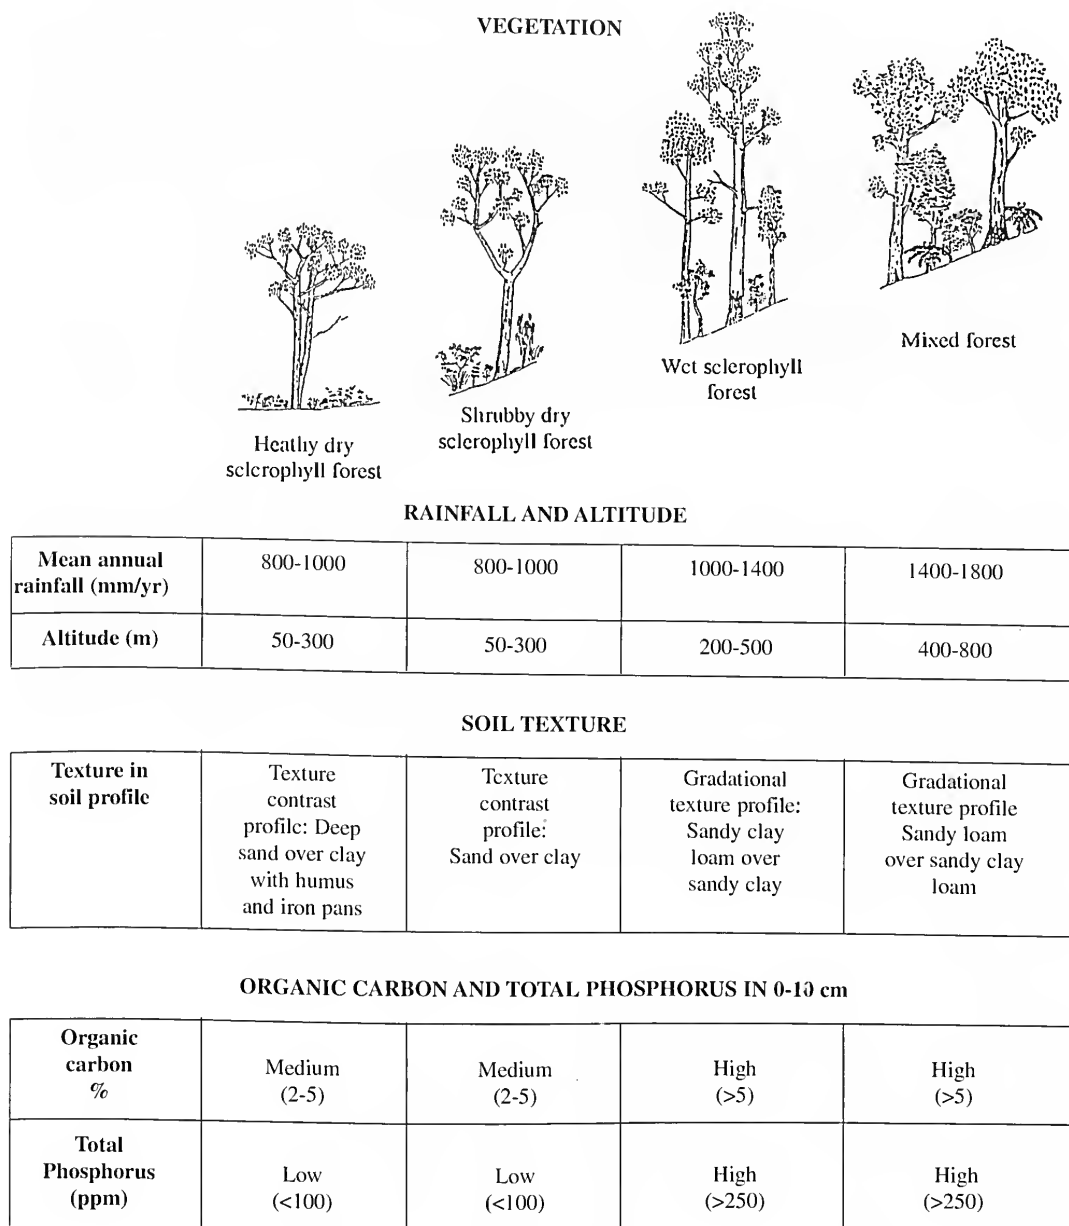 VEGETATION
Mixed forest
Wet sclerophyll
forest
Shrubby dry
sclerophyll forest
Heathy dry
sclerophyll forest
RAINFALL AND ALTITUDE
Mean annual
rainfall (mm/yr)
800-1000
800-1000
1000-1400
1400-1800
Altitude (m)
50-300
50-300
200-500
400-800
SOIL TEXTURE
Texture in
soil profile
Texture
contrast
profile: Deep
sand over clay
with humus
and iron pans
Texture
contrast
profile:
Sand over clay
Gradational
texture profile:
Sandy clay
loam over
sandy clay
Gradational
texture profile
Sandy loam
over sandy clay
loam
ORGANIC CARBON AND TOTAL PHOSPHORUS IN 0-10 cm
Organic
carbon
%
Medium
(2-5)
Medium
(2-5)
High
(>5)
High
(>5)
Total
Phosphorus
(ppm)
Low
(<100)
Low
(<100)
High
(>250)
High
(>250)